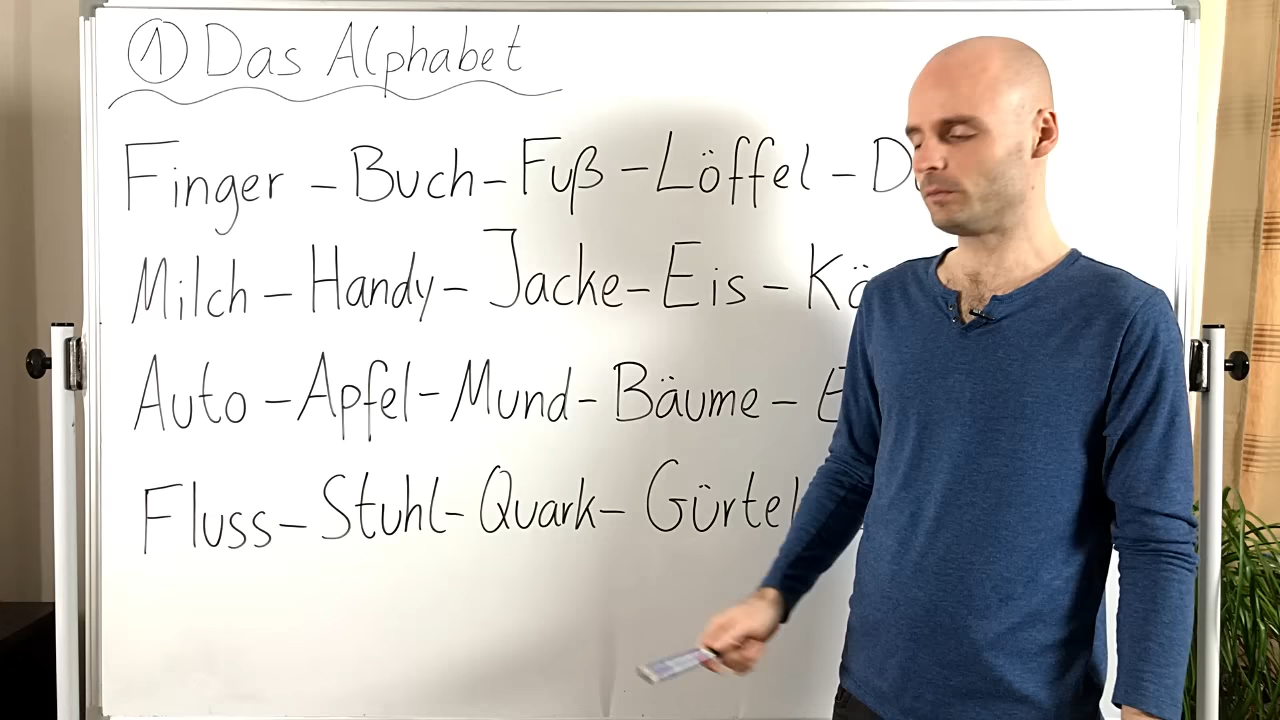 ① Das Alphabet
Finger – Buch – Fuß – Löffel –
Milch – Handy – Jacke – Eis –
Auto – Apfel – Mund – Bäume –
Fluss – Stuhl – Quark – Gürtel